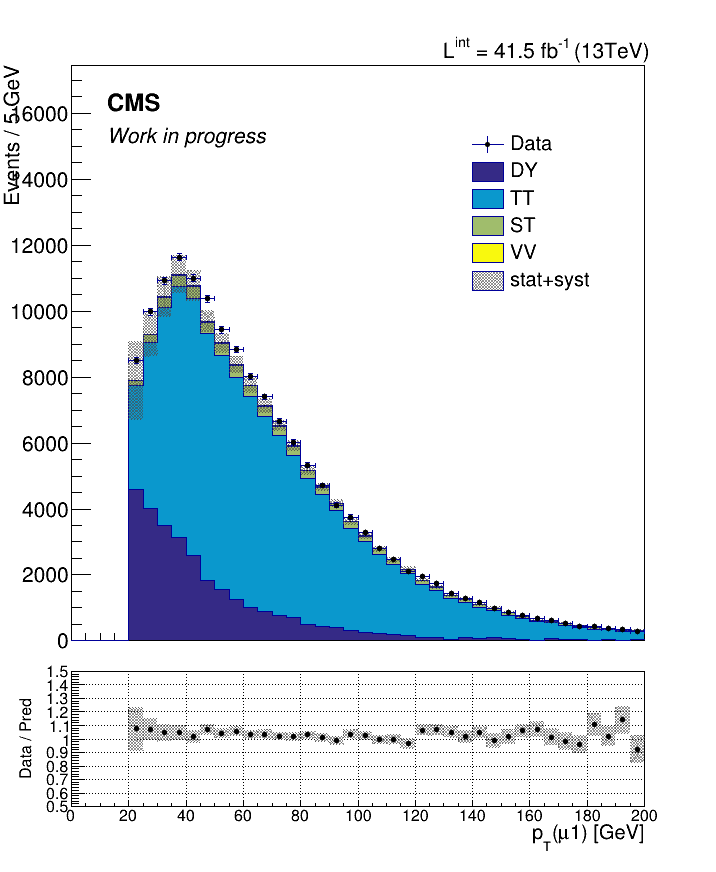 L^int = 41.5 fb^-1 (13TeV)
Events / 5 GeV
CMS
Work in progress
Data
DY
TT
ST
VV
stat+syst
16000
14000
12000
10000
8000
6000
4000
2000
0
Data / Pred
1.5
1.4
1.3
1.2
1.1
1
0.9
0.8
0.7
0.6
0.5
0 20 40 60 80 100 120 140 160 180 200
p_T(μ1) [GeV]